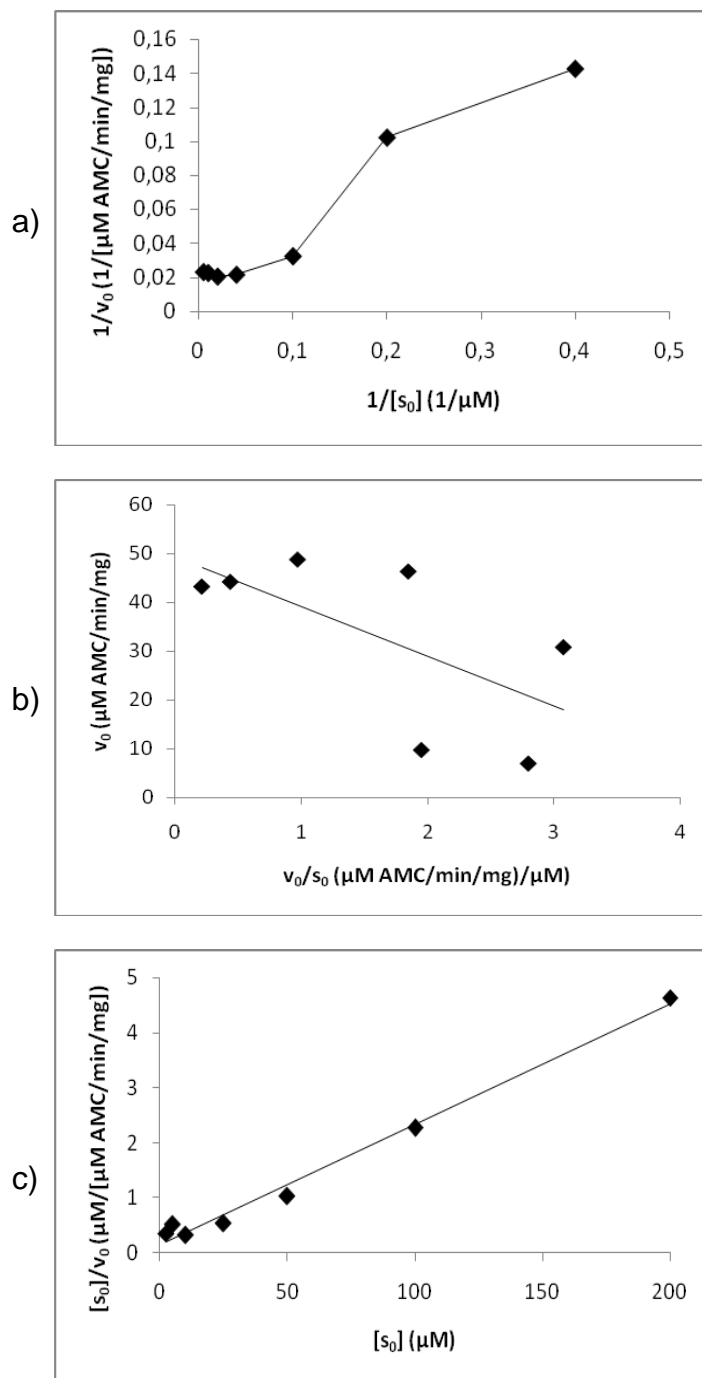 a)
1/v₀ (1/[µM AMC/min/mg])
0,16
0,14
0,12
0,1
0,08
0,06
0,04
0,02
0
0 0,1 0,2 0,3 0,4 0,5
1/[s₀] (1/µM)
b)
v₀ (µM AMC/min/mg)
60
50
40
30
20
10
0
0 1 2 3 4
v₀/s₀ (µM AMC/min/mg)/µM)
c)
[s₀]/v₀ (µM/[µM AMC/min/mg])
5
4
3
2
1
0
0 50 100 150 200
[s₀] (µM)